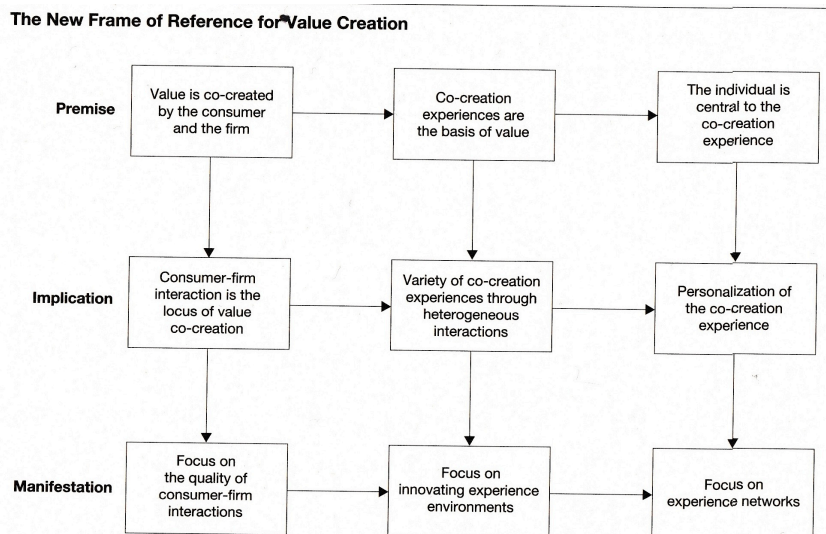 The New Frame of Reference for Value Creation
Premise
Value is co-created
by the consumer
and the firm
Co-creation
experiences are
the basis of value
The individual is
central to the
co-creation
experience
Implication
Consumer-firm
interaction is the
locus of value
co-creation
Variety of co-creation
experiences through
heterogeneous
interactions
Personalization of
the co-creation
experience
Manifestation
Focus on
the quality of
consumer-firm
interactions
Focus on
innovating experience
environments
Focus on
experience networks